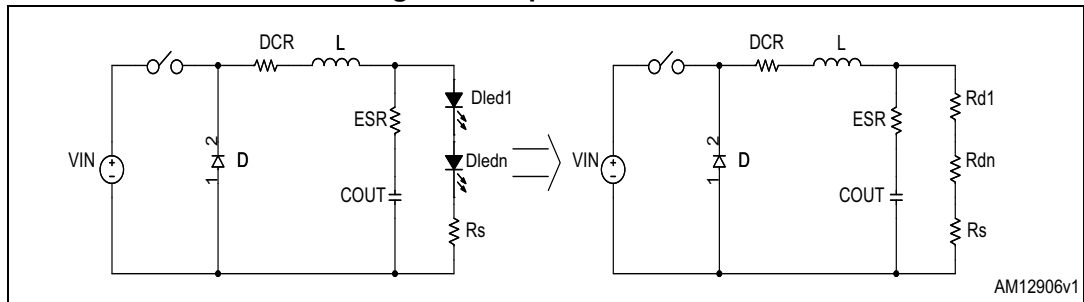 DCR
L
ESR
Dled1
VIN
2
1
D
Dledn
COUT
Rs
DCR
L
ESR
Rd1
VIN
2
1
D
Rdn
COUT
Rs
AM12906v1